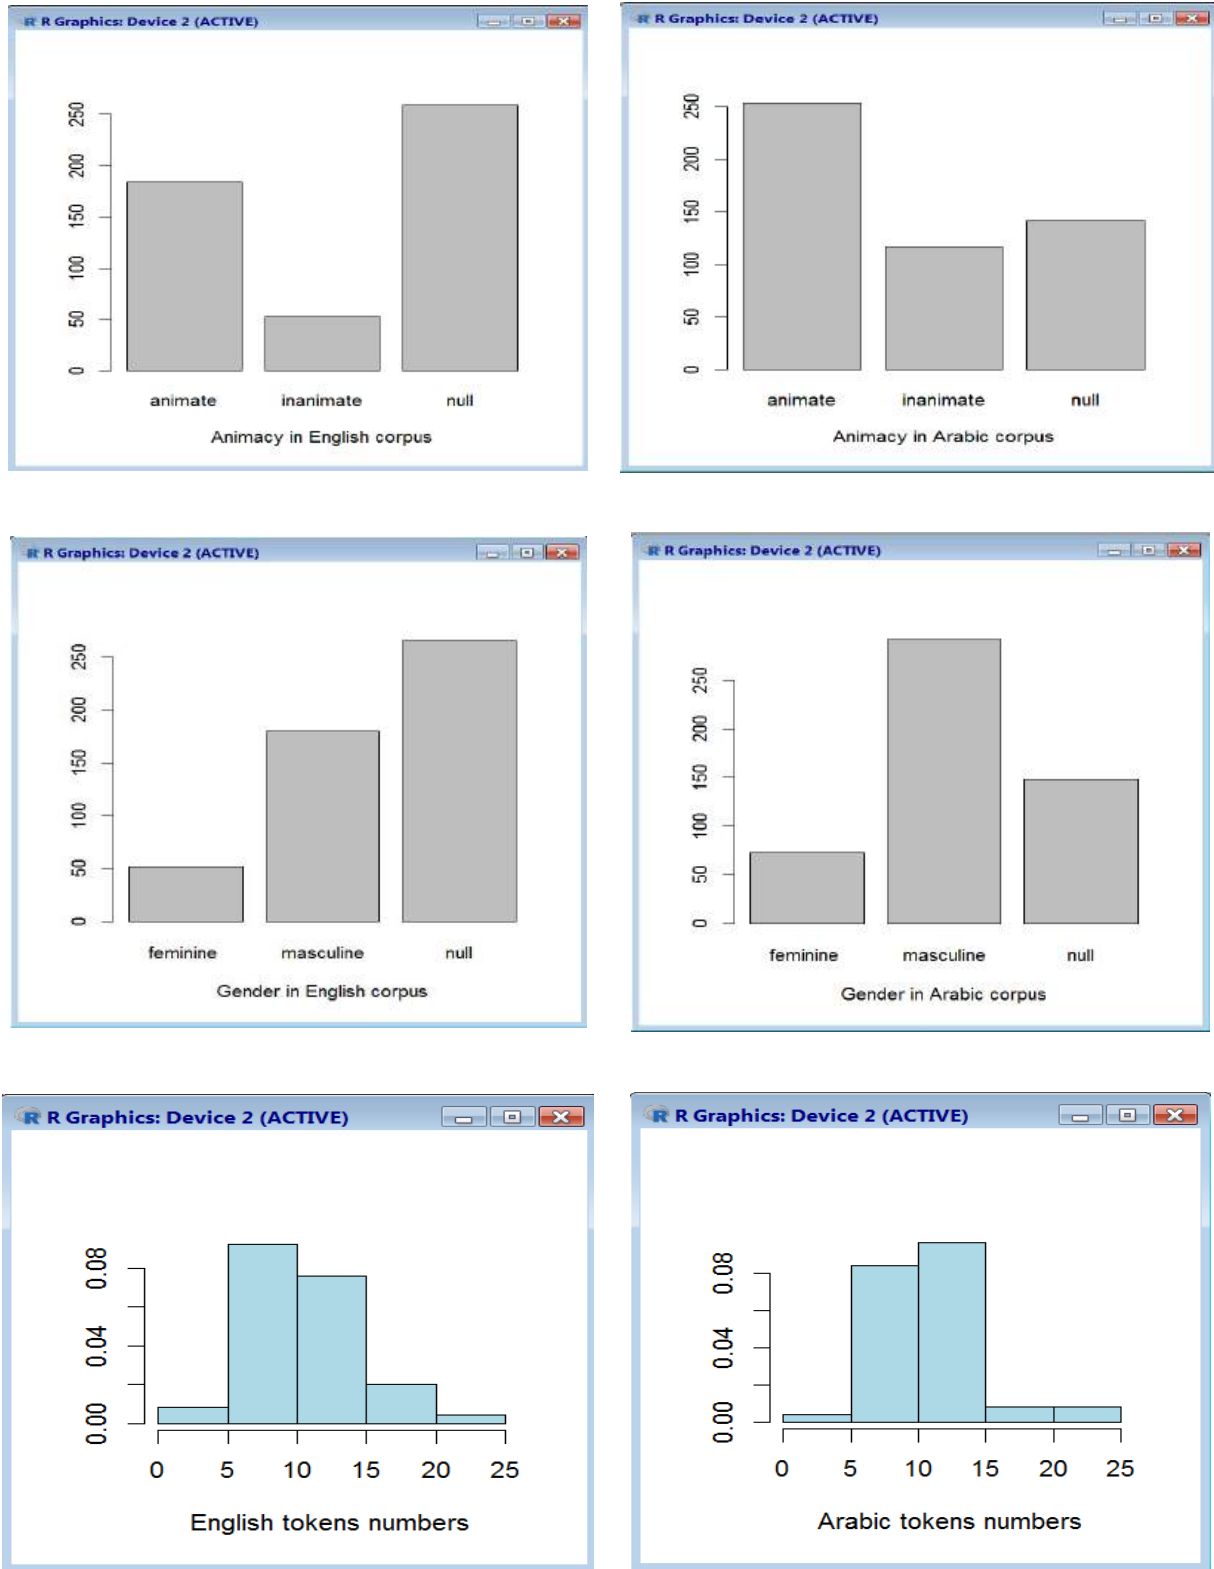 R R Graphics: Device 2 (ACTIVE)
250
200
150
100
50
0
animate inanimate null
Animacy in English corpus
R R Graphics: Device 2 (ACTIVE)
250
200
150
100
50
0
animate inanimate null
Animacy in Arabic corpus
R R Graphics: Device 2 (ACTIVE)
250
200
150
100
50
0
feminine masculine null
Gender in English corpus
R R Graphics: Device 2 (ACTIVE)
250
200
150
100
50
0
feminine masculine null
Gender in Arabic corpus
R R Graphics: Device 2 (ACTIVE)
0.08
0.04
0.00
0 5 10 15 20 25
English tokens numbers
R R Graphics: Device 2 (ACTIVE)
0.08
0.04
0.00
0 5 10 15 20 25
Arabic tokens numbers